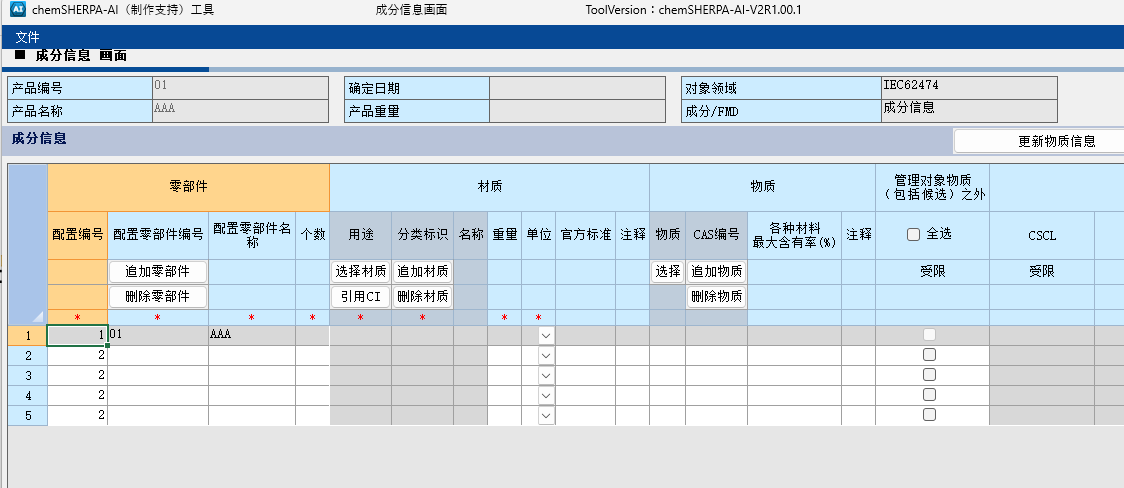 AI chemSHERPA-AI（制作支持）工具 成分信息画面 ToolVersion：chemSHERPA-AI-V2R1.00.1
文件
■ 成分信息 画面
产品编号 01 确定日期 对象领域 IEC62474
产品名称 AAA 产品重量 成分/FMD 成分信息
成分信息 更新物质信息
零部件 材质 物质 管理对象物质
（包括候选）之外
配置编号 配置零部件编号 配置零部件名称 个数 用途 分类标识 名称 重量 单位 官方标准 注释 物质 CAS编号 各种材料
最大含有率(%) 注释 全选 CSCL
追加零部件 选择材质 追加材质 选择 追加物质 受限 受限
删除零部件 引用CI 删除材质 删除物质
* * * * * * * *
1 1 01 AAA
2 2
3 2
4 2
5 2